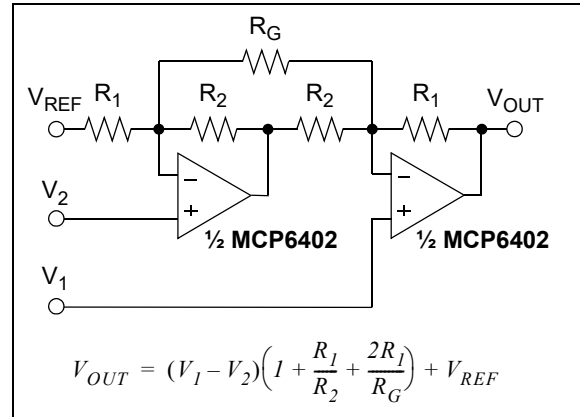 R_G
V_REF R_1 R_2 R_2 R_1 V_OUT
V_2
− + − +
½ MCP6402 ½ MCP6402
V_1
V_OUT = (V_1 – V_2)(1 + R_1/R_2 + 2R_1/R_G) + V_REF